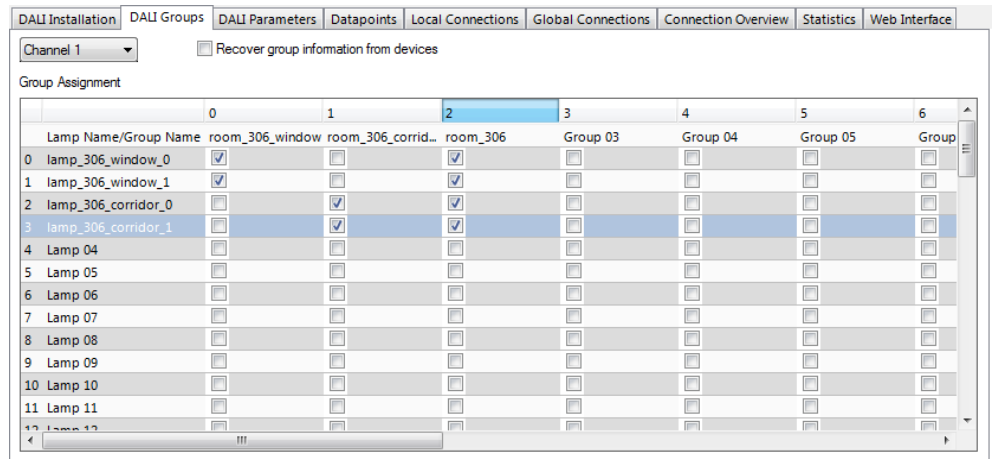 DALI Installation DALI Groups DALI Parameters Datapoints Local Connections Global Connections Connection Overview Statistics Web Interface
Channel 1 Recover group information from devices
Group Assignment
0 1 2 3 4 5 6
Lamp Name/Group Name room_306_window room_306_corrid... room_306 Group 03 Group 04 Group 05 Group
0 lamp_306_window_0
1 lamp_306_window_1
2 lamp_306_corridor_0
3 lamp_306_corridor_1
4 Lamp 04
5 Lamp 05
6 Lamp 06
7 Lamp 07
8 Lamp 08
9 Lamp 09
10 Lamp 10
11 Lamp 11
12 Lamp 12